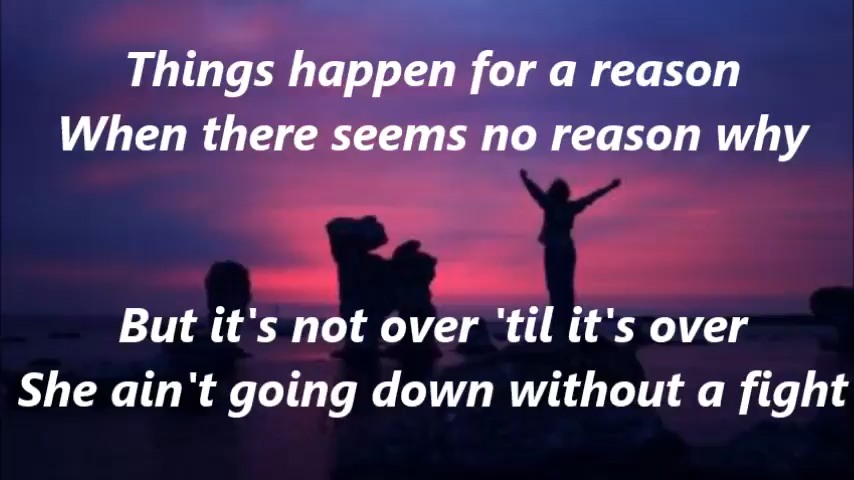 Things happen for a reason
When there seems no reason why
But it's not over 'til it's over
She ain't going down without a fight